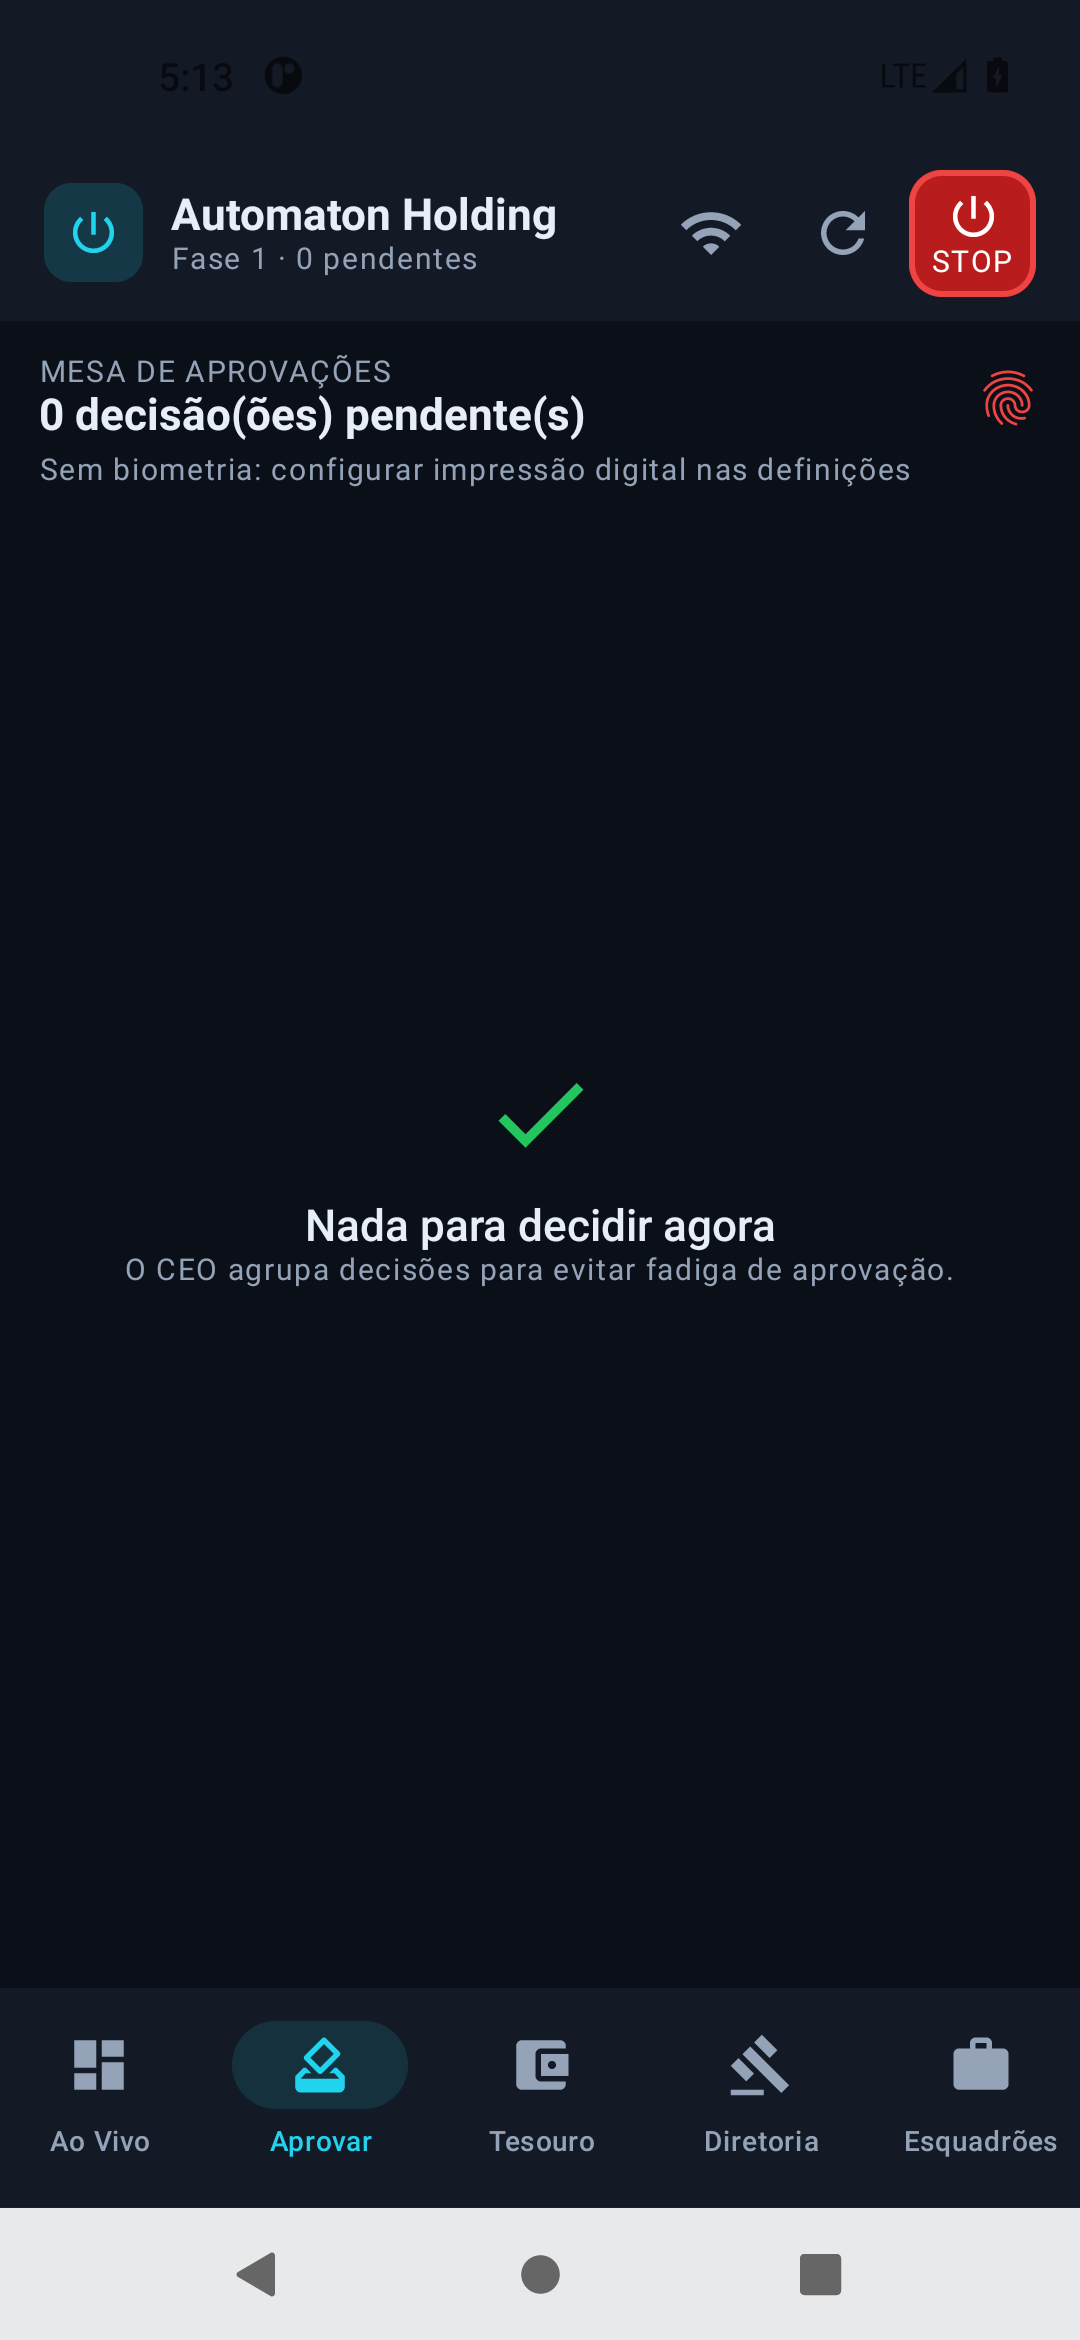 5:13
LTE
Automaton Holding
Fase 1 · 0 pendentes
STOP
MESA DE APROVAÇÕES
0 decisão(ões) pendente(s)
Sem biometria: configurar impressão digital nas definições
Nada para decidir agora
O CEO agrupa decisões para evitar fadiga de aprovação.
Ao Vivo
Aprovar
Tesouro
Diretoria
Esquadrões